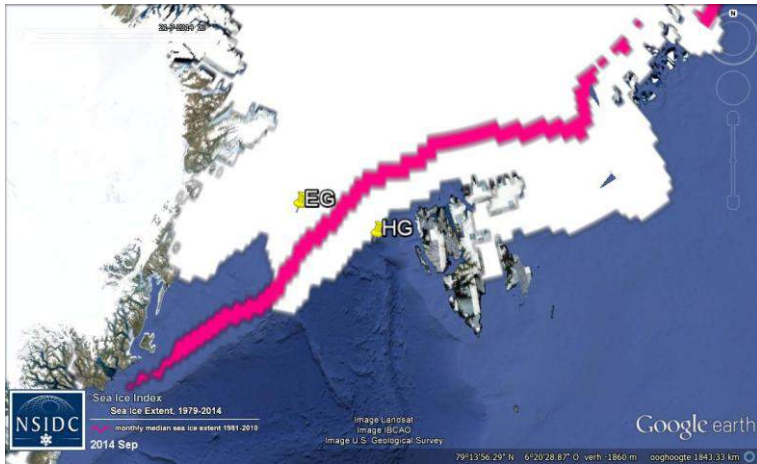 N
EG
HG
Sea Ice Index
Sea Ice Extent, 1979-2014
monthly median sea ice extent 1981-2010
NSIDC
2014 Sep
Image Landsat
Image IBCAO
Image U.S. Geological Survey
Google earth
79°13'56.29" N 6°20'28.87" O verh -1860 m ooghoogte 1843.33 km